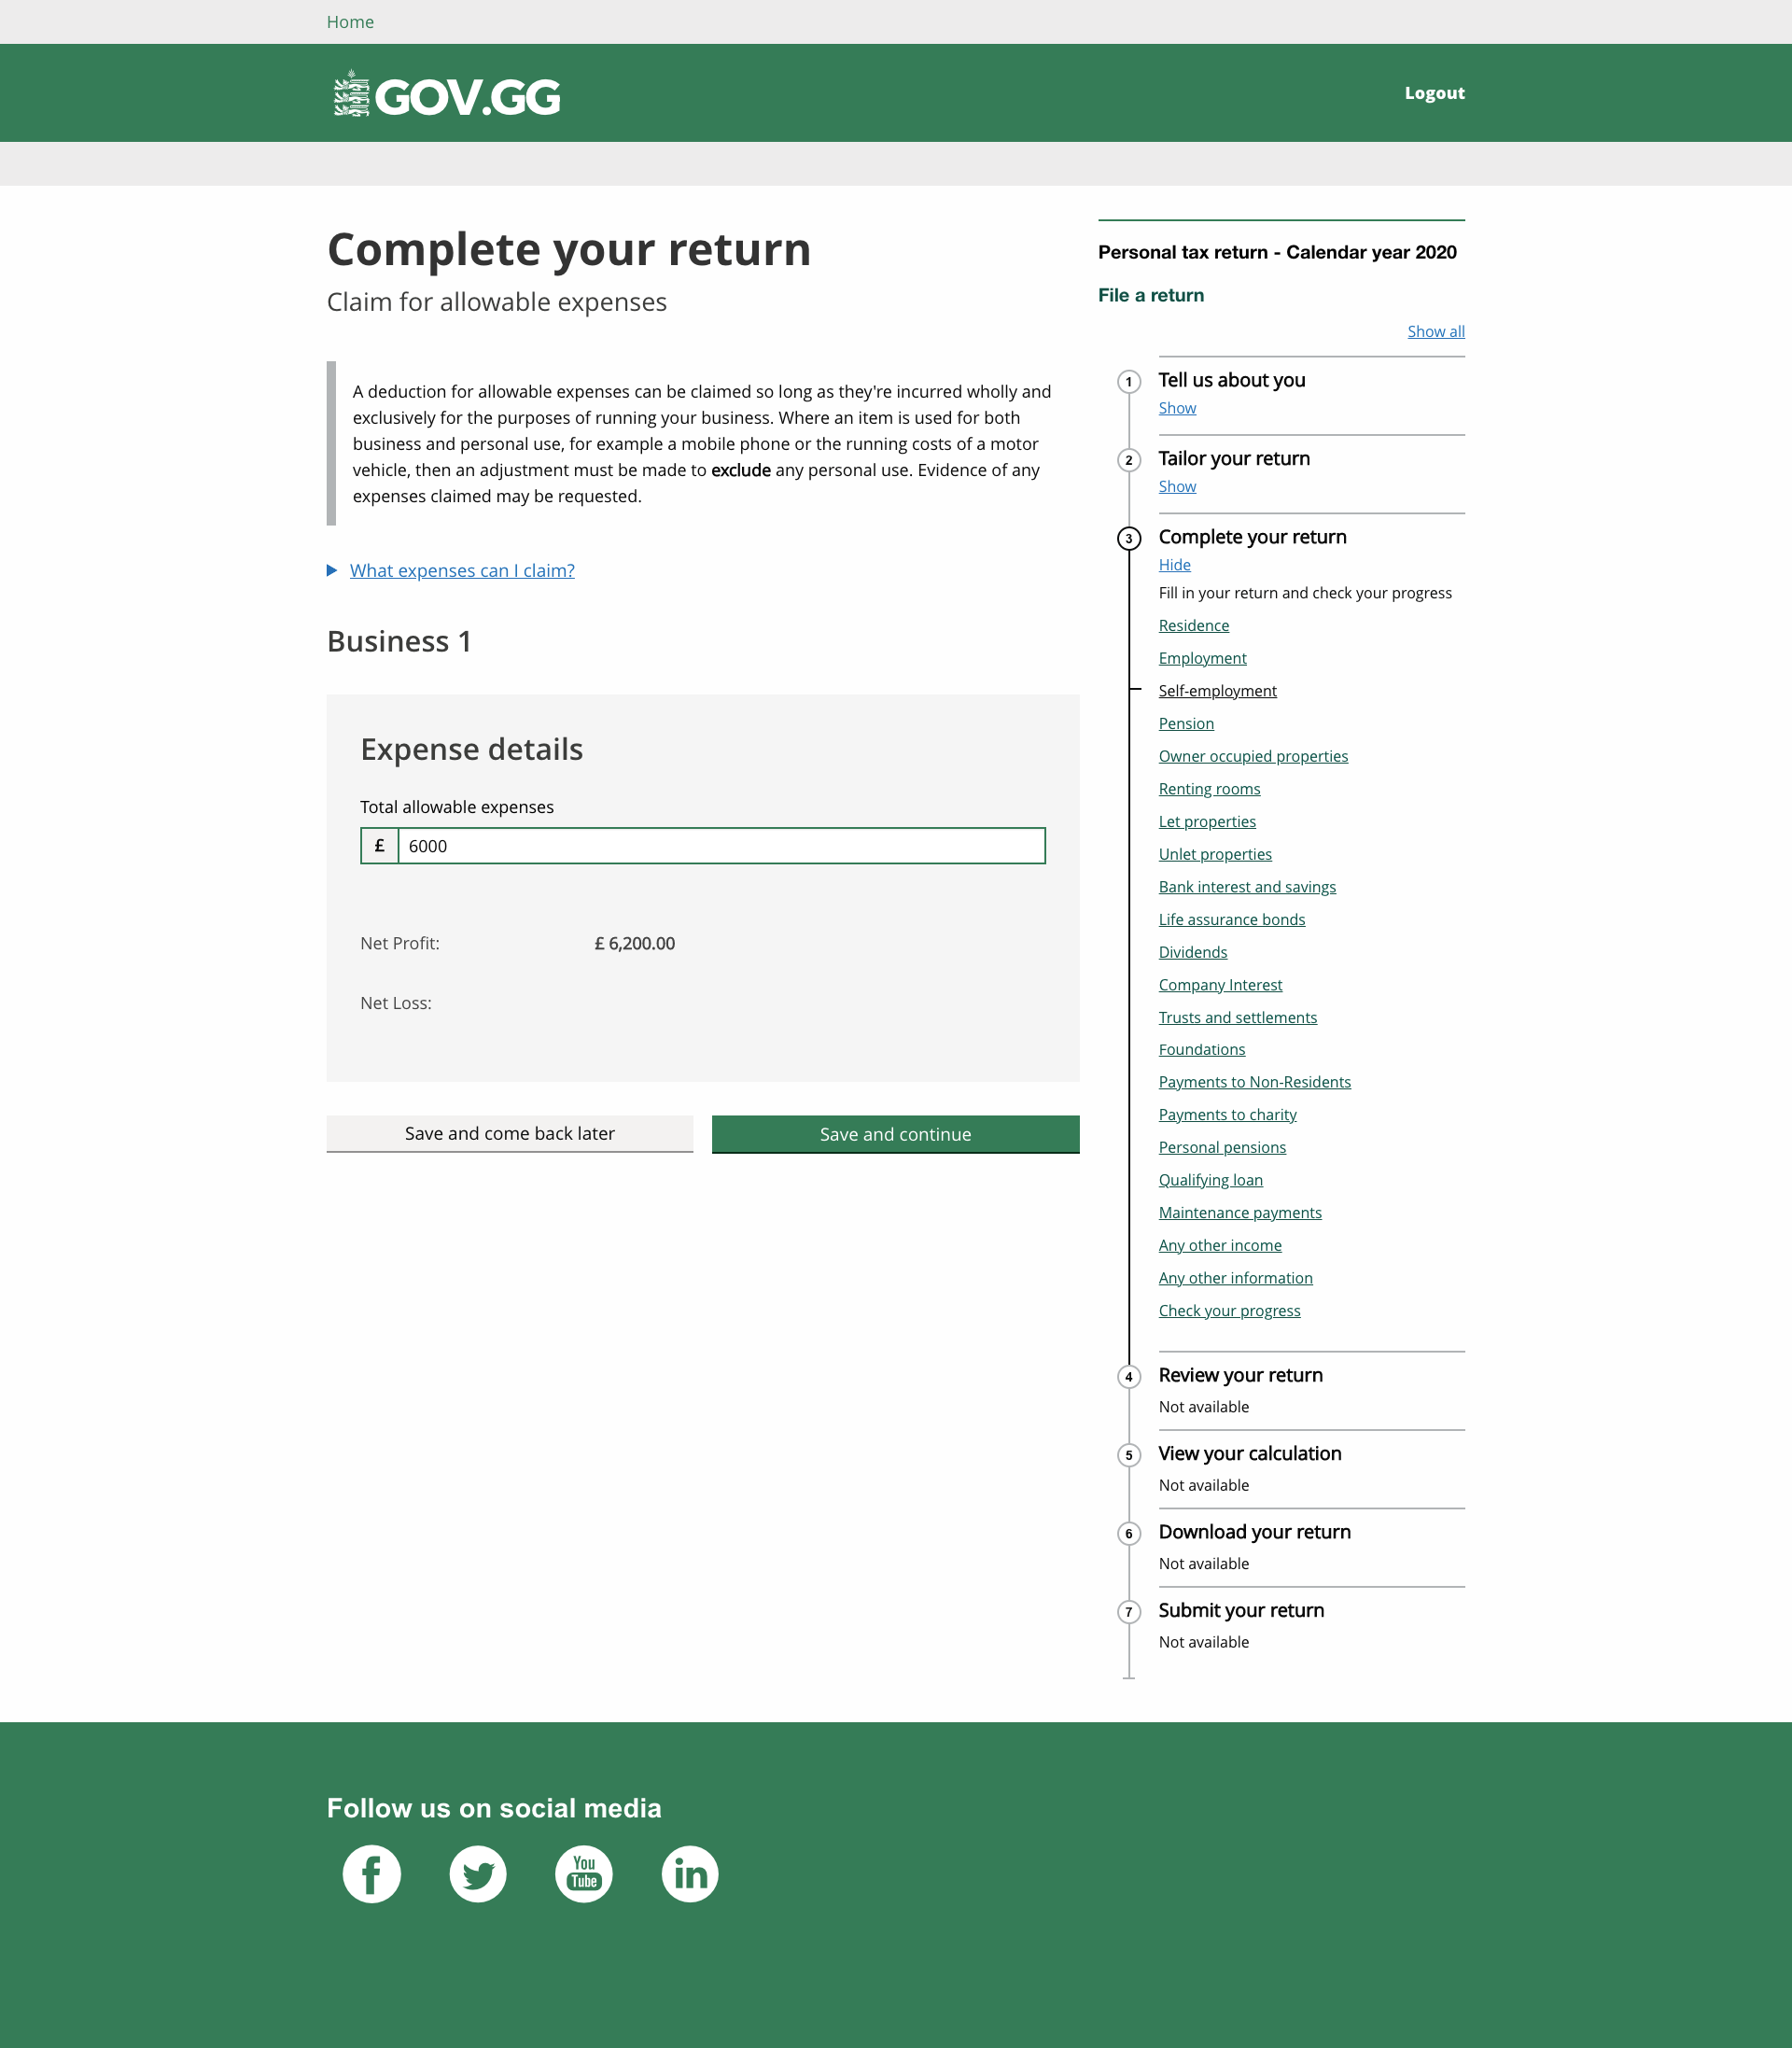 Home
GOV.GG
Logout
Complete your return
Claim for allowable expenses
A deduction for allowable expenses can be claimed so long as they're incurred wholly and
exclusively for the purposes of running your business. Where an item is used for both
business and personal use, for example a mobile phone or the running costs of a motor
vehicle, then an adjustment must be made to exclude any personal use. Evidence of any
expenses claimed may be requested.
What expenses can I claim?
Business 1
Expense details
Total allowable expenses
£ 6000
Net Profit: £ 6,200.00
Net Loss:
Save and come back later
Save and continue
Personal tax return - Calendar year 2020
File a return
Show all
1 Tell us about you
Show
2 Tailor your return
Show
3 Complete your return
Hide
Fill in your return and check your progress
Residence
Employment
Self-employment
Pension
Owner occupied properties
Renting rooms
Let properties
Unlet properties
Bank interest and savings
Life assurance bonds
Dividends
Company Interest
Trusts and settlements
Foundations
Payments to Non-Residents
Payments to charity
Personal pensions
Qualifying loan
Maintenance payments
Any other income
Any other information
Check your progress
4 Review your return
Not available
5 View your calculation
Not available
6 Download your return
Not available
7 Submit your return
Not available
Follow us on social media
f
You
Tube
in